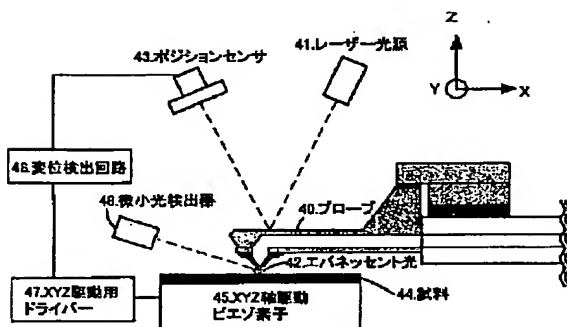 Z
43.ポジションセンサ
41.レーザー光源
Y
X
46.変位検出回路
48.微小光検出器
40.プローブ
42.エバネッセント光
47.XYZ駆動用
ドライバー
44.試料
45.XYZ軸駆動
ピエゾ素子